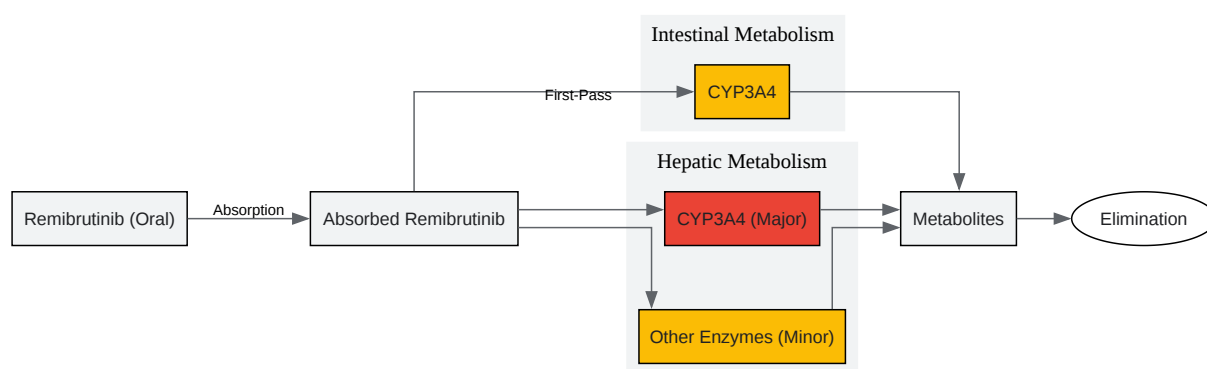 Intestinal Metabolism
CYP3A4
First-Pass
Hepatic Metabolism
Remibrutinib (Oral)
Absorption
Absorbed Remibrutinib
CYP3A4 (Major)
Metabolites
Elimination
Other Enzymes (Minor)